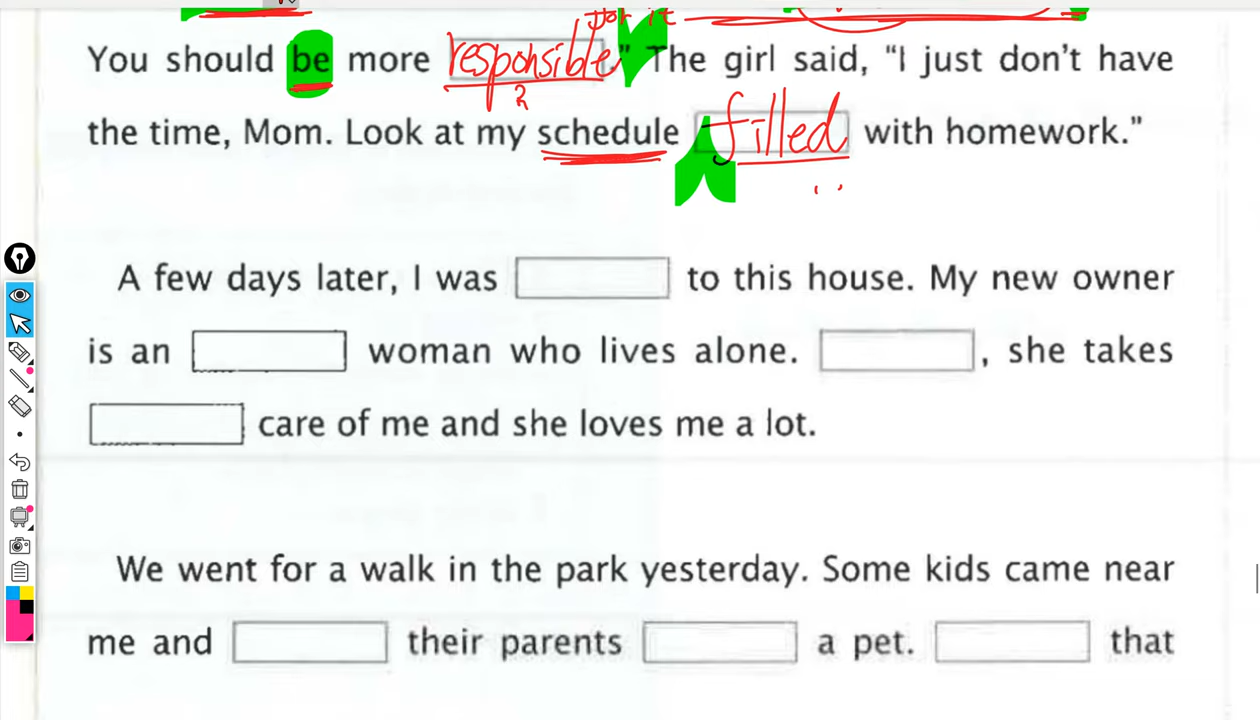 for it
You should be more responsible." The girl said, "I just don't have
the time, Mom. Look at my schedule filled with homework."
A few days later, I was to this house. My new owner
is an woman who lives alone. , she takes
care of me and she loves me a lot.
We went for a walk in the park yesterday. Some kids came near
me and their parents a pet. that